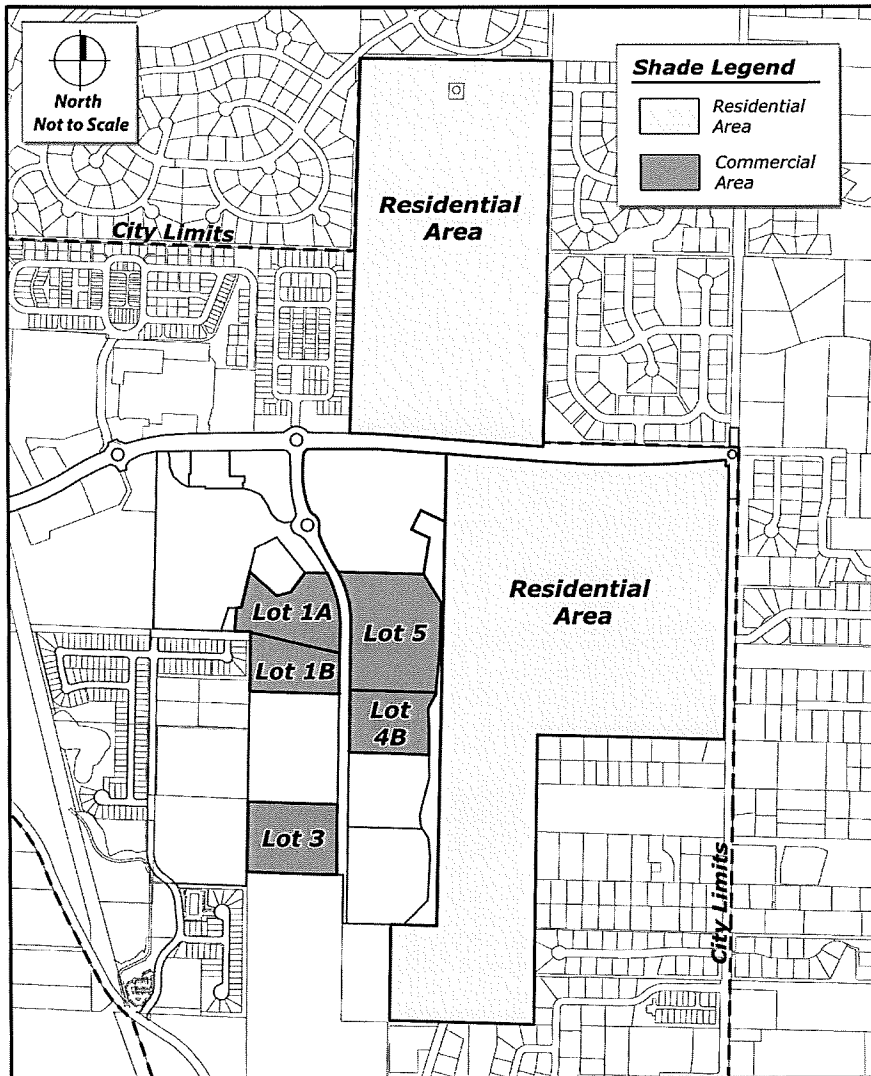 North
Not to Scale
Shade Legend
Residential
Area
Commercial
Area
Residential
Area
City Limits
Residential
Area
Lot 1A
Lot 5
Lot 1B
Lot
4B
Lot 3
City Limits